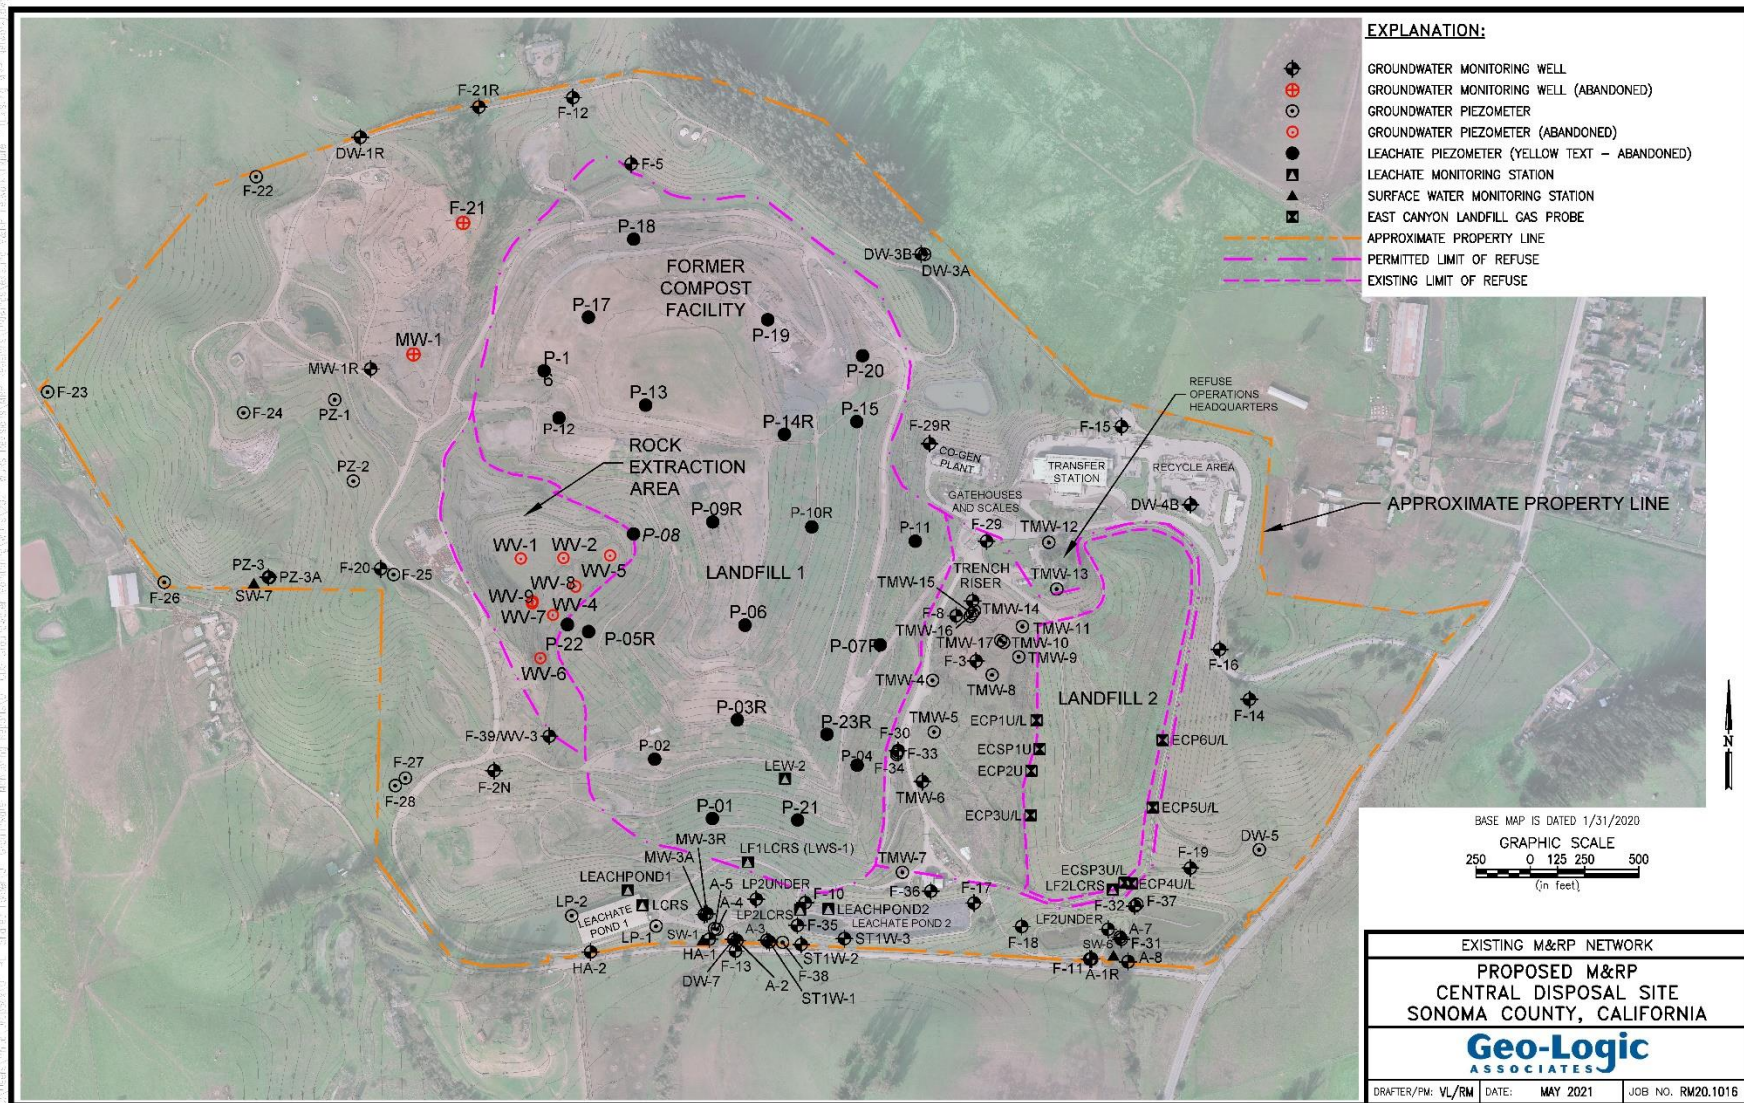 EXPLANATION:
GROUNDWATER MONITORING WELL
GROUNDWATER MONITORING WELL (ABANDONED)
GROUNDWATER PIEZOMETER
GROUNDWATER PIEZOMETER (ABANDONED)
LEACHATE PIEZOMETER (YELLOW TEXT – ABANDONED)
LEACHATE MONITORING STATION
SURFACE WATER MONITORING STATION
EAST CANYON LANDFILL GAS PROBE
APPROXIMATE PROPERTY LINE
PERMITTED LIMIT OF REFUSE
EXISTING LIMIT OF REFUSE
F-21R
F-12
DW-1R
F-5
F-22
F-21
P-18
DW-3B
DW-3A
FORMER
COMPOST
FACILITY
P-17
P-19
MW-1
MW-1R
P-1
6
P-20
F-23
F-24
PZ-1
P-13
P-12
P-14R
P-15
REFUSE
OPERATIONS
HEADQUARTERS
F-15
F-29R
CO-GEN
PLANT
TRANSFER
STATION
RECYCLE AREA
ROCK
EXTRACTION
AREA
PZ-2
GATEHOUSES
AND SCALES
DW-4B
APPROXIMATE PROPERTY LINE
P-09R
P-10R
P-11
F-29
TMW-12
P-08
WV-1
WV-2
WV-5
WV-8
WV-9
WV-4
WV-7
LANDFILL 1
TRENCH
RISER
TMW-13
PZ-3
PZ-3A
SW-7
F-26
F-20
F-25
TMW-15
TMW-14
F-8
TMW-16
TMW-11
TMW-17
TMW-10
P-22
P-05R
P-06
P-07R
F-3
TMW-9
F-16
WV-6
TMW-4
TMW-8
LANDFILL 2
F-14
P-03R
P-23R
TMW-5
ECP1U/L
F-39/WV-3
F-30
F-33
F-34
ECSP1U
ECP6U/L
P-02
P-04
ECP2U
F-27
F-28
F-2N
LEW-2
TMW-6
ECP3U/L
ECP5U/L
P-01
P-21
MW-3R
MW-3A
LF1LCRS (LWS-1)
TMW-7
DW-5
F-19
ECSP3U/L
ECP4U/L
LF2LCRS
LEACHPOND1
A-5
A-4
LP2UNDER
F-10
F-36
F-17
F-32
F-37
LP-2
LCRS
LEACHATE
POND 1
LP2LCRS
LEACHPOND2
LEACHATE POND 2
LP-1
SW-1
A-3
F-35
ST1W-3
F-18
LF2UNDER
A-7
SW-6
F-31
HA-2
HA-1
F-13
ST1W-2
F-11
A-1R
A-8
DW-7
A-2
F-38
ST1W-1
N
BASE MAP IS DATED 1/31/2020
GRAPHIC SCALE
250 0 125 250 500
(in feet)
EXISTING M&RP NETWORK
PROPOSED M&RP
CENTRAL DISPOSAL SITE
SONOMA COUNTY, CALIFORNIA
Geo-Logic
ASSOCIATES
DRAFTER/PM: VL/RM DATE: MAY 2021 JOB NO. RM20.1016